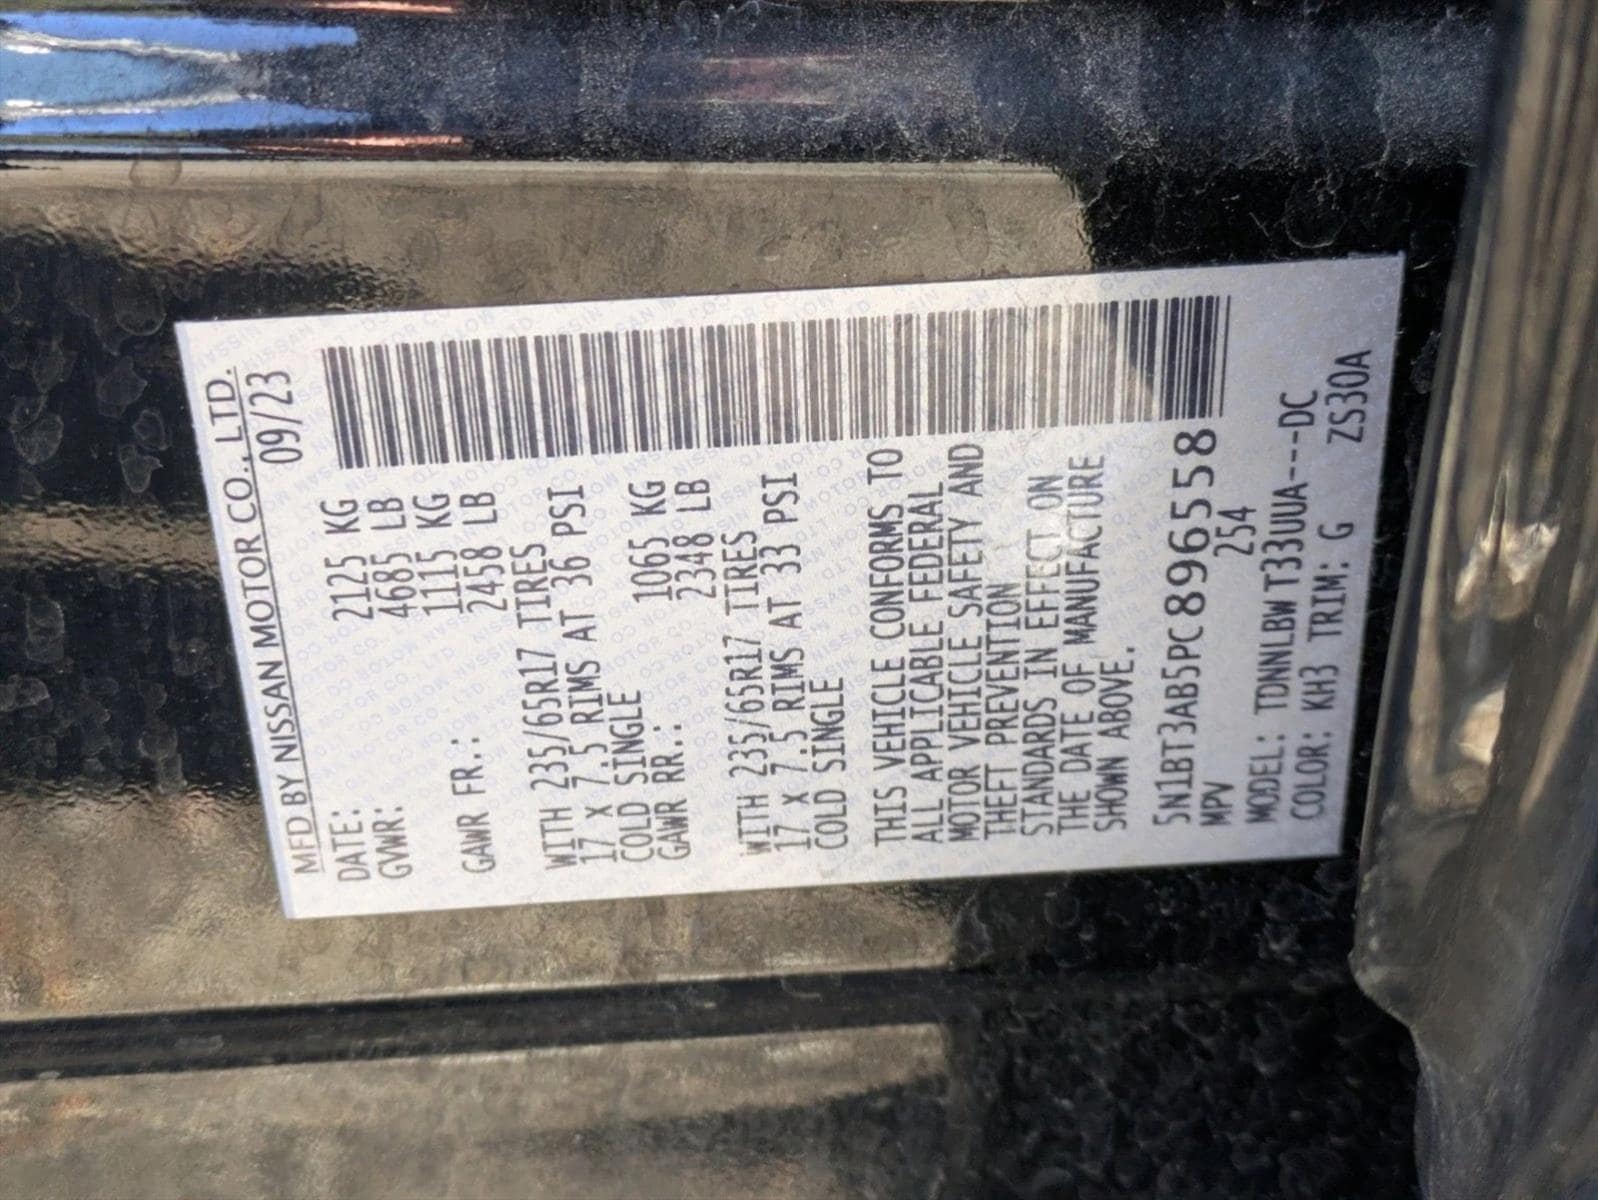 MFD BY NISSAN MOTOR CO., LTD.
DATE: 09/23
GVWR: 2125 KG
4685 LB
1115 KG
GAWR FR.: 2458 LB
WITH 235/65R17 TIRES
17 X 7.5 RIMS AT 36 PSI
COLD SINGLE
GAWR RR.: 1065 KG
2348 LB
WITH 235/65R17 TIRES
17 X 7.5 RIMS AT 33 PSI
COLD SINGLE
THIS VEHICLE CONFORMS TO
ALL APPLICABLE FEDERAL
MOTOR VEHICLE SAFETY AND
THEFT PREVENTION
STANDARDS IN EFFECT ON
THE DATE OF MANUFACTURE
SHOWN ABOVE.
5N1BT3AB5PC896558
MPV 254
MODEL: TDNNLBW T33UUA---DC
COLOR: KH3 TRIM: G ZS30A